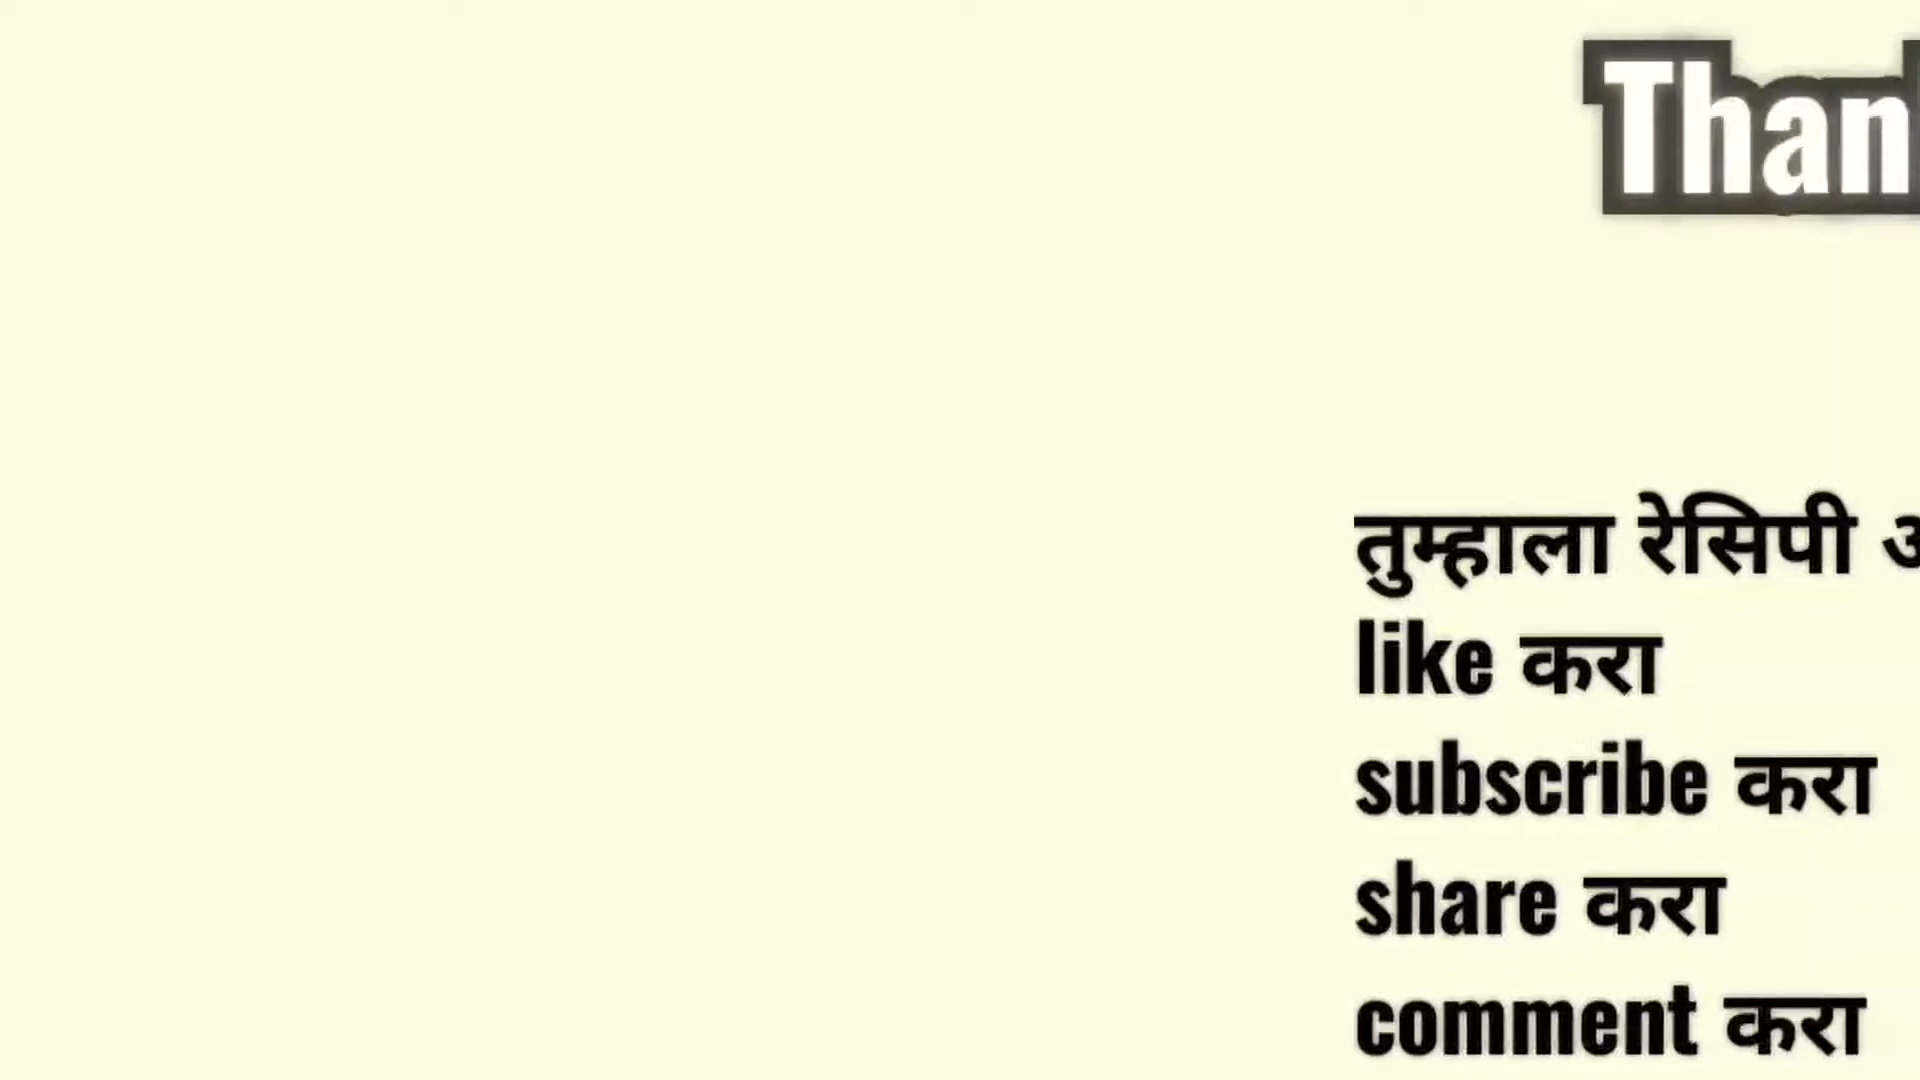 Than
तुम्हाला रेसिपी
like करा
subscribe करा
share करा
comment करा